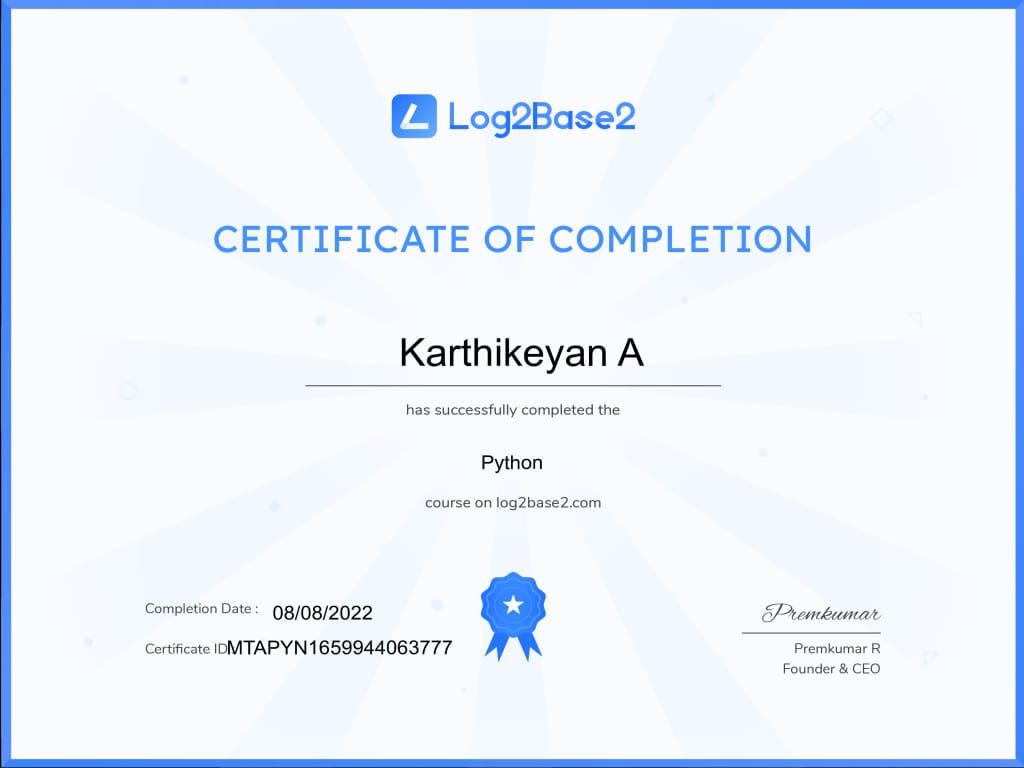 Log2Base2
CERTIFICATE OF COMPLETION
Karthikeyan A
has successfully completed the
Python
course on log2base2.com
Completion Date : 08/08/2022
Certificate IDMTAPYN1659944063777
Premkumar
Premkumar R
Founder & CEO